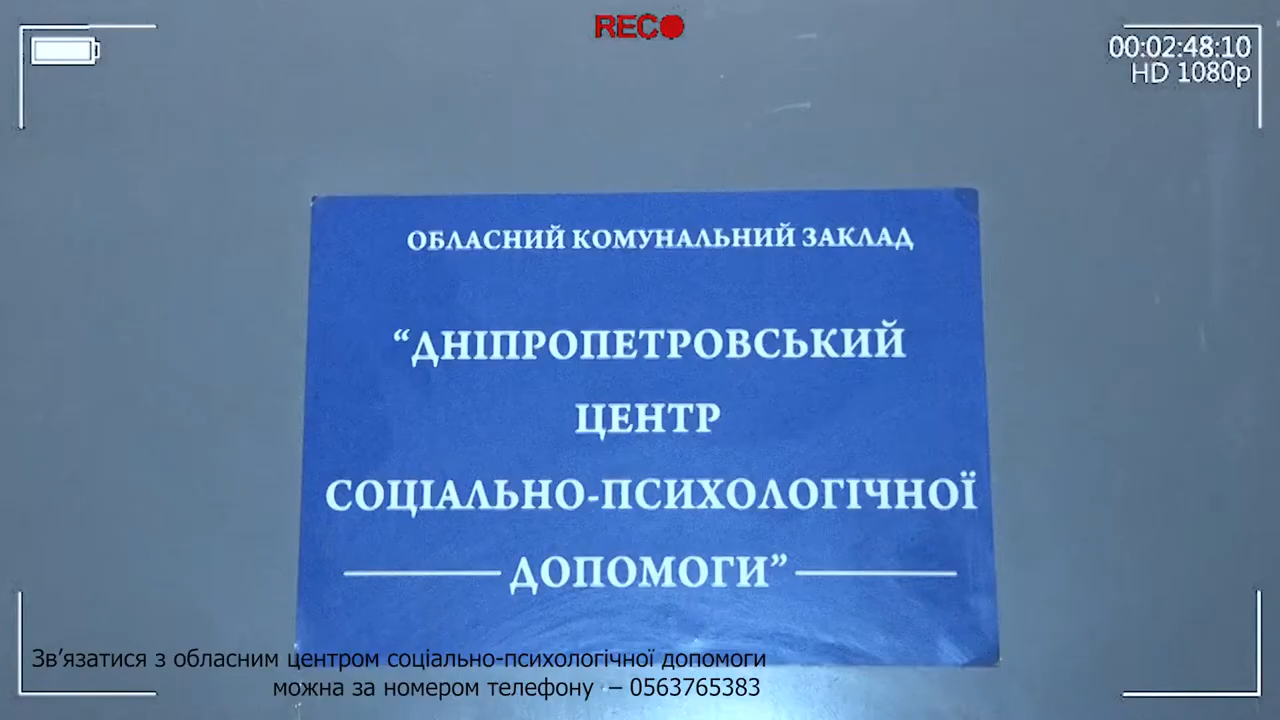 REC
00:02:48:10
HD 1080p
ОБЛАСНИЙ КОМУНАЛЬНИЙ ЗАКЛАД
“ДНІПРОПЕТРОВСЬКИЙ
ЦЕНТР
СОЦІАЛЬНО-ПСИХОЛОГІЧНОЇ
ДОПОМОГИ”
Зв’язатися з обласним центром соціально-психологічної допомоги
можна за номером телефону – 0563765383